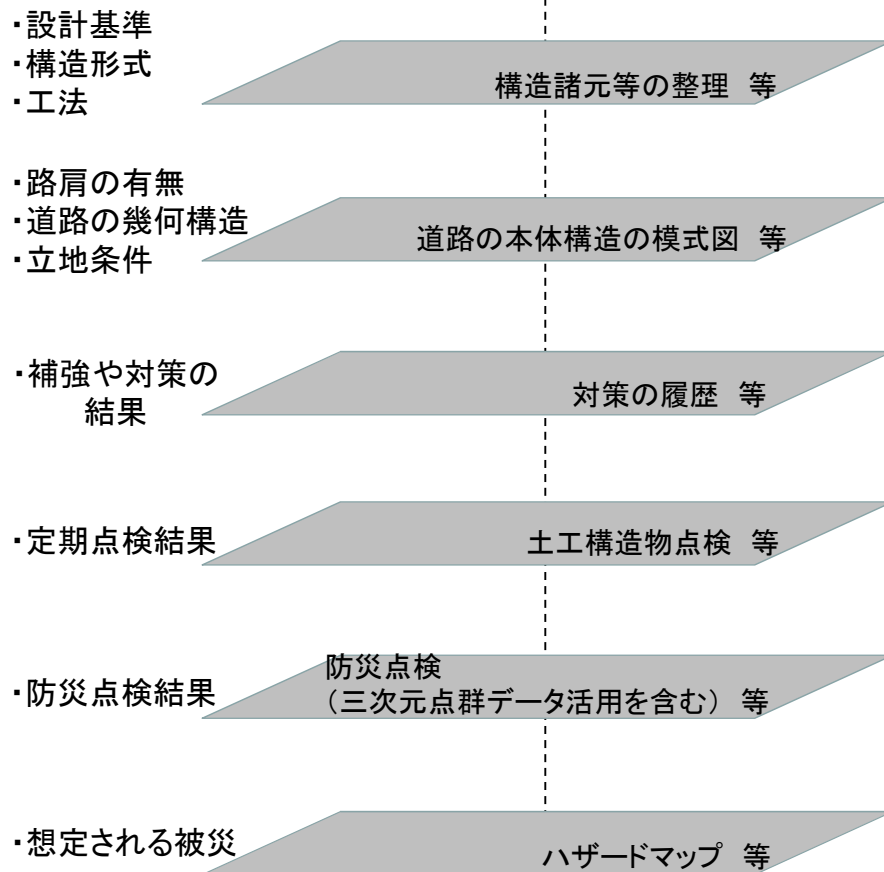 ・設計基準
・構造形式
・工法
構造諸元等の整理 等
・路肩の有無
・道路の幾何構造
・立地条件
道路の本体構造の模式図 等
・補強や対策の
結果
対策の履歴 等
・定期点検結果
土工構造物点検 等
・防災点検結果
防災点検
（三次元点群データ活用を含む） 等
・想定される被災
ハザードマップ 等